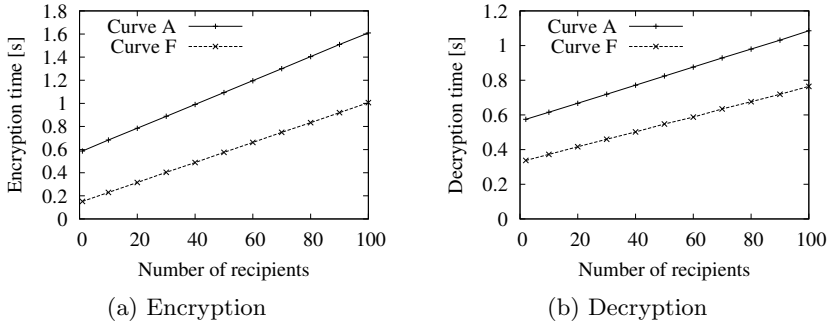 Encryption time [s]
1.8
1.6
1.4
1.2
1
0.8
0.6
0.4
0.2
0
Curve A
Curve F
0 20 40 60 80 100
Number of recipients
(a) Encryption
Decryption time [s]
1.2
1
0.8
0.6
0.4
0.2
0
Curve A
Curve F
0 20 40 60 80 100
Number of recipients
(b) Decryption